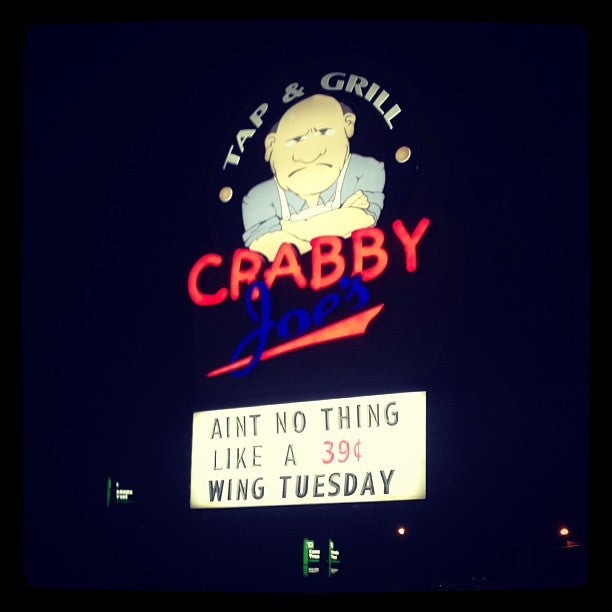 TAP & GRILL
CRABBY
Joe's
AINT NO THING
LIKE A 39¢
WING TUESDAY